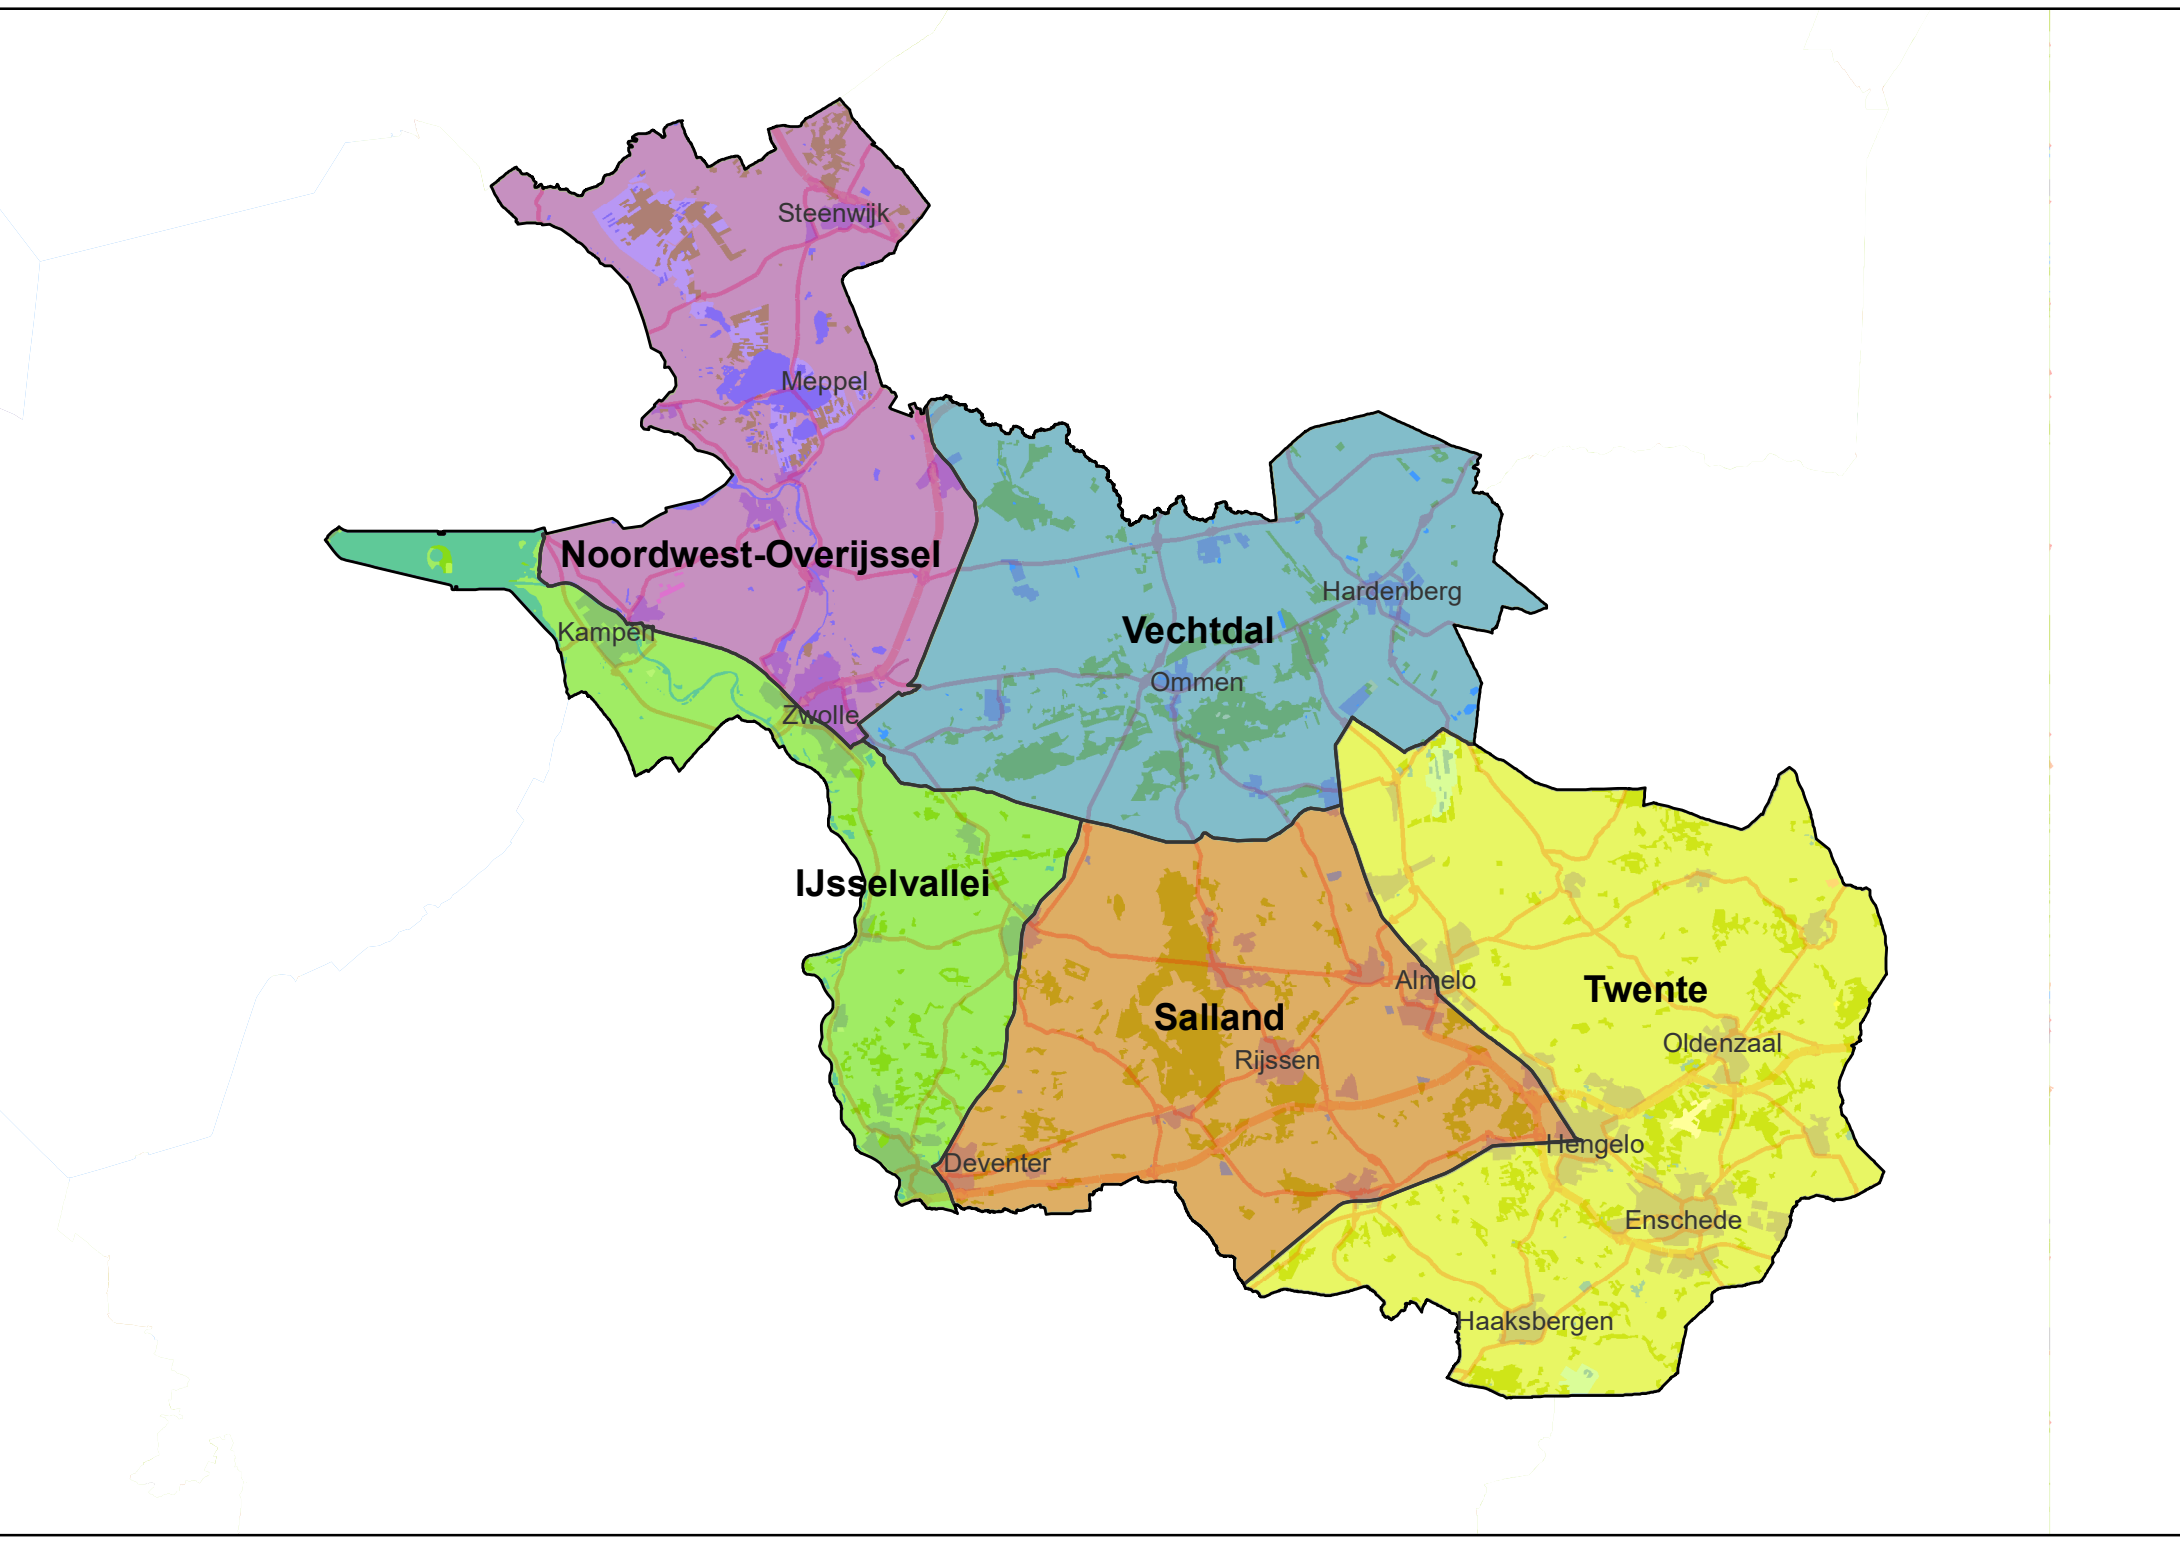 Steenwijk
Meppel
Noordwest-Overijssel
Hardenberg
Kampen
Vechtdal
Ommen
Zwolle
IJsselvallei
Almelo
Twente
Salland
Oldenzaal
Rijssen
Hengelo
Deventer
Enschede
Haaksbergen